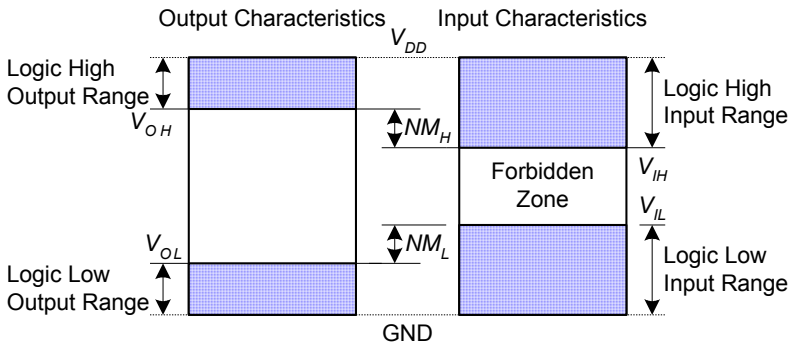 Output Characteristics
Input Characteristics
V_DD
Logic High
Output Range
V_OH
NM_H
Logic High
Input Range
Forbidden
Zone
V_IH
V_IL
V_OL
NM_L
Logic Low
Output Range
Logic Low
Input Range
GND